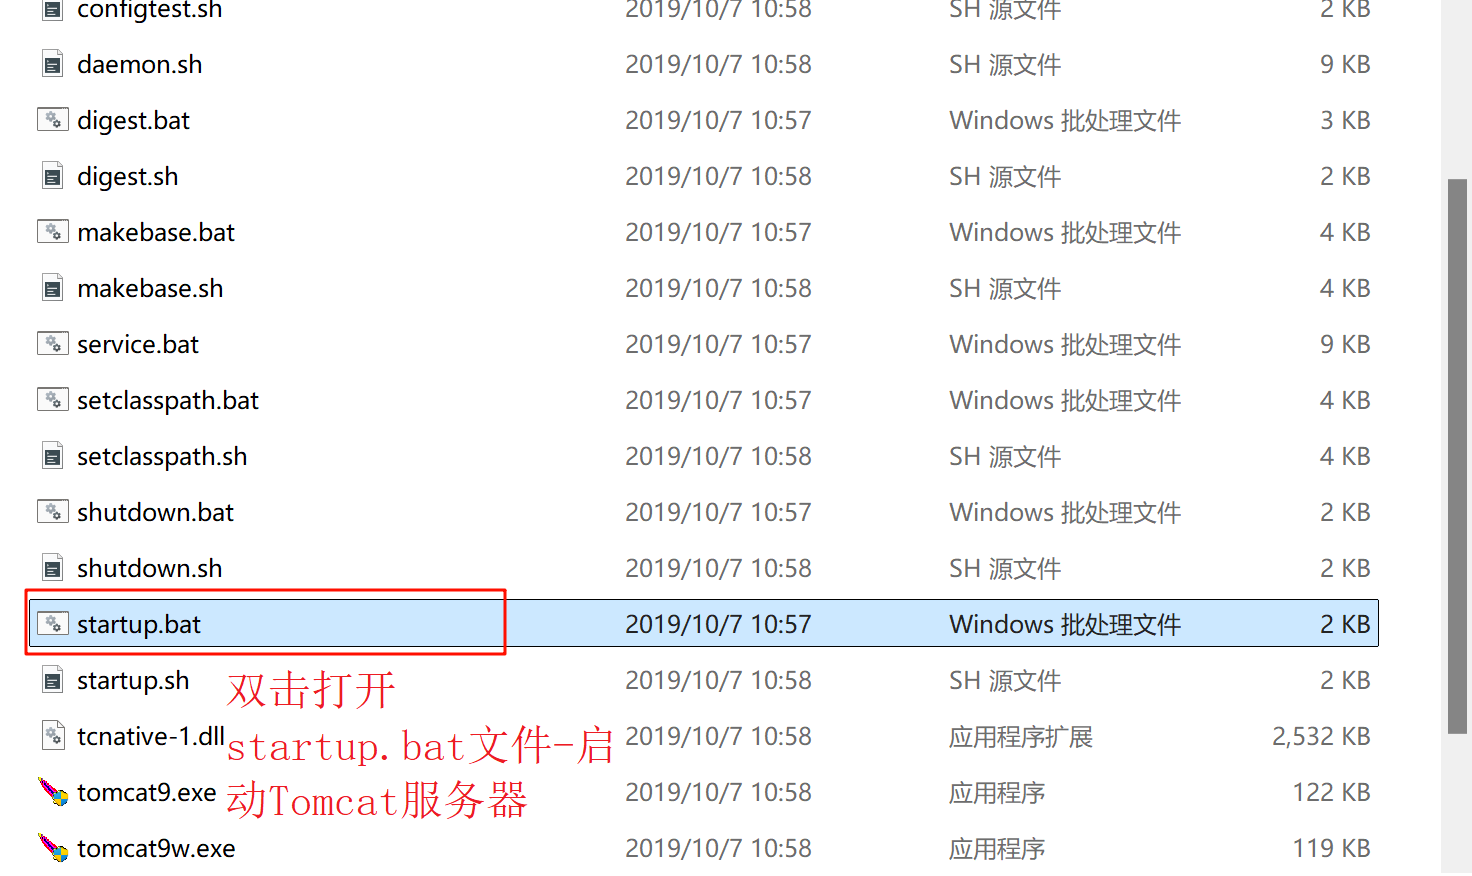 configtest.sh 2019/10/7 10:58 SH 源文件 2 KB
daemon.sh 2019/10/7 10:58 SH 源文件 9 KB
digest.bat 2019/10/7 10:57 Windows 批处理文件 3 KB
digest.sh 2019/10/7 10:58 SH 源文件 2 KB
makebase.bat 2019/10/7 10:57 Windows 批处理文件 4 KB
makebase.sh 2019/10/7 10:58 SH 源文件 4 KB
service.bat 2019/10/7 10:57 Windows 批处理文件 9 KB
setclasspath.bat 2019/10/7 10:57 Windows 批处理文件 4 KB
setclasspath.sh 2019/10/7 10:58 SH 源文件 4 KB
shutdown.bat 2019/10/7 10:57 Windows 批处理文件 2 KB
shutdown.sh 2019/10/7 10:58 SH 源文件 2 KB
startup.bat 2019/10/7 10:57 Windows 批处理文件 2 KB
startup.sh 2019/10/7 10:58 SH 源文件 2 KB
tcnative-1.dll 2019/10/7 10:58 应用程序扩展 2,532 KB
tomcat9.exe 2019/10/7 10:58 应用程序 122 KB
tomcat9w.exe 2019/10/7 10:58 应用程序 119 KB
双击打开
startup.bat文件-启
动Tomcat服务器